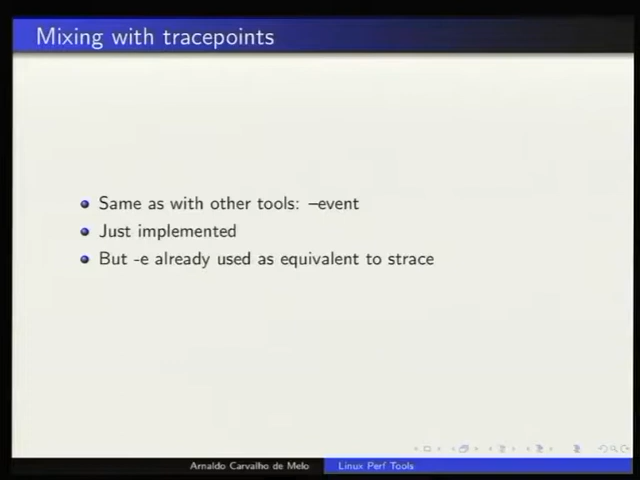 Mixing with tracepoints
Same as with other tools: –event
Just implemented
But -e already used as equivalent to strace
Arnaldo Carvalho de Melo
Linux Perf Tools